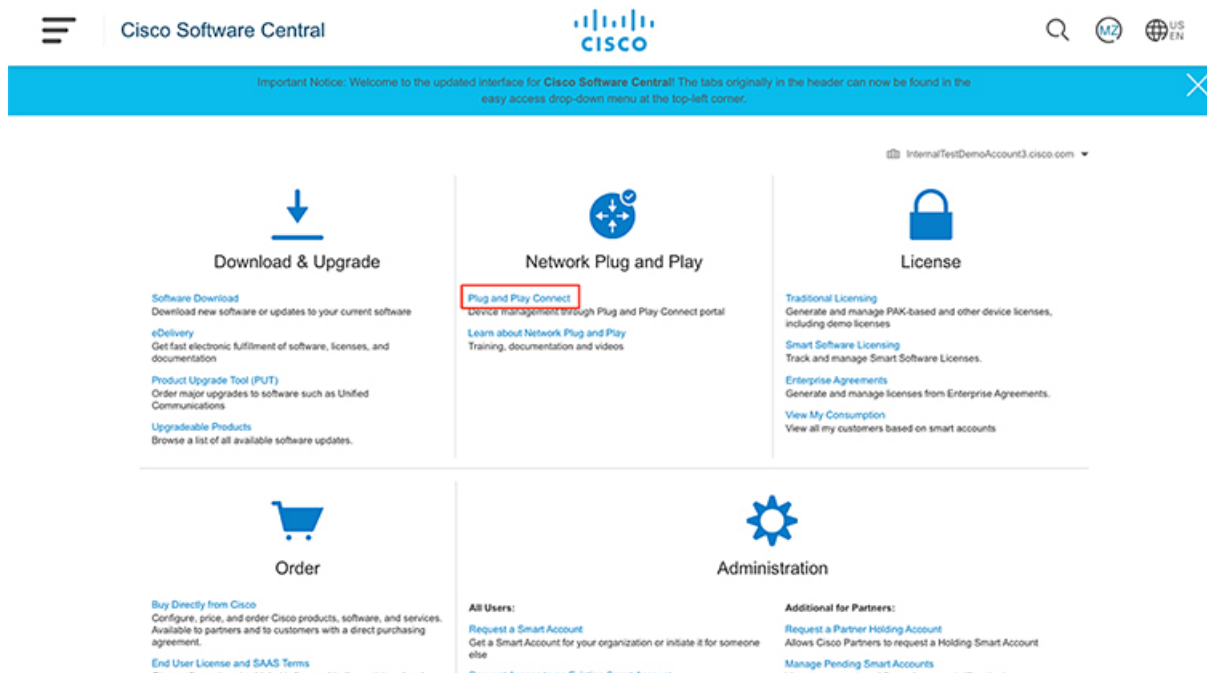 Cisco Software Central
CISCO
MZ
US
EN
Important Notice: Welcome to the updated interface for Cisco Software Central! The tabs originally in the header can now be found in the
easy access drop-down menu at the top-left corner.
InternalTestDemoAccount3.cisco.com
Download & Upgrade
Software Download
Download new software or updates to your current software
eDelivery
Get fast electronic fulfillment of software, licenses, and
documentation
Product Upgrade Tool (PUT)
Order major upgrades to software such as Unified
Communications
Upgradeable Products
Browse a list of all available software updates.
Network Plug and Play
Plug and Play Connect
Device management through Plug and Play Connect portal
Learn about Network Plug and Play
Training, documentation and videos
License
Traditional Licensing
Generate and manage PAK-based and other device licenses,
including demo licenses
Smart Software Licensing
Track and manage Smart Software Licenses.
Enterprise Agreements
Generate and manage licenses from Enterprise Agreements.
View My Consumption
View all my customers based on smart accounts
Order
Buy Directly from Cisco
Configure, price, and order Cisco products, software, and services.
Available to partners and to customers with a direct purchasing
agreement.
End User License and SAAS Terms
Administration
All Users:
Request a Smart Account
Get a Smart Account for your organization or initiate it for someone
else
Additional for Partners:
Request a Partner Holding Account
Allows Cisco Partners to request a Holding Smart Account
Manage Pending Smart Accounts